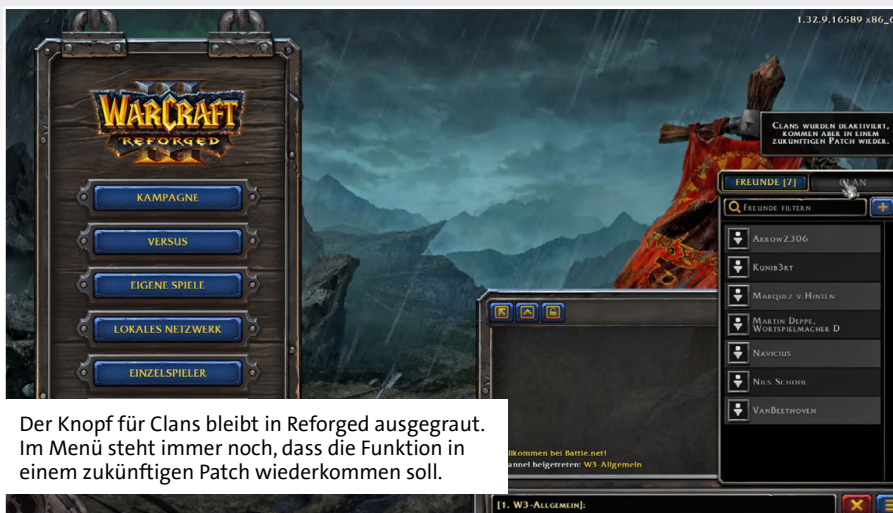 1.32.9.16589 x86_6
WARCRAFT
III
REFORGED
KAMPAGNE
VERSUS
EIGENE SPIELE
LOKALES NETZWERK
EINZELSPIELER
CLANS WURDEN DEAKTIVIERT,
KOMMEN ABER IN EINEM
ZUKÜNFTIGEN PATCH WIEDER.
FREUNDE [7]
CLAN
FREUNDE FILTERN
ARROW2306
KUNIB3RT
MARQUEZ V.HINTEN
MARTIN DEPPE,
WORTSPIELMACHER D
NAVICIUS
NILS SCHOHL
VANBEETHOVEN
llkommen bei Battle.net!
annel beigetreten: W3-Allgemein
[1. W3-ALLGEMEIN]:
Der Knopf für Clans bleibt in Reforged ausgegraut.
Im Menü steht immer noch, dass die Funktion in
einem zukünftigen Patch wiederkommen soll.